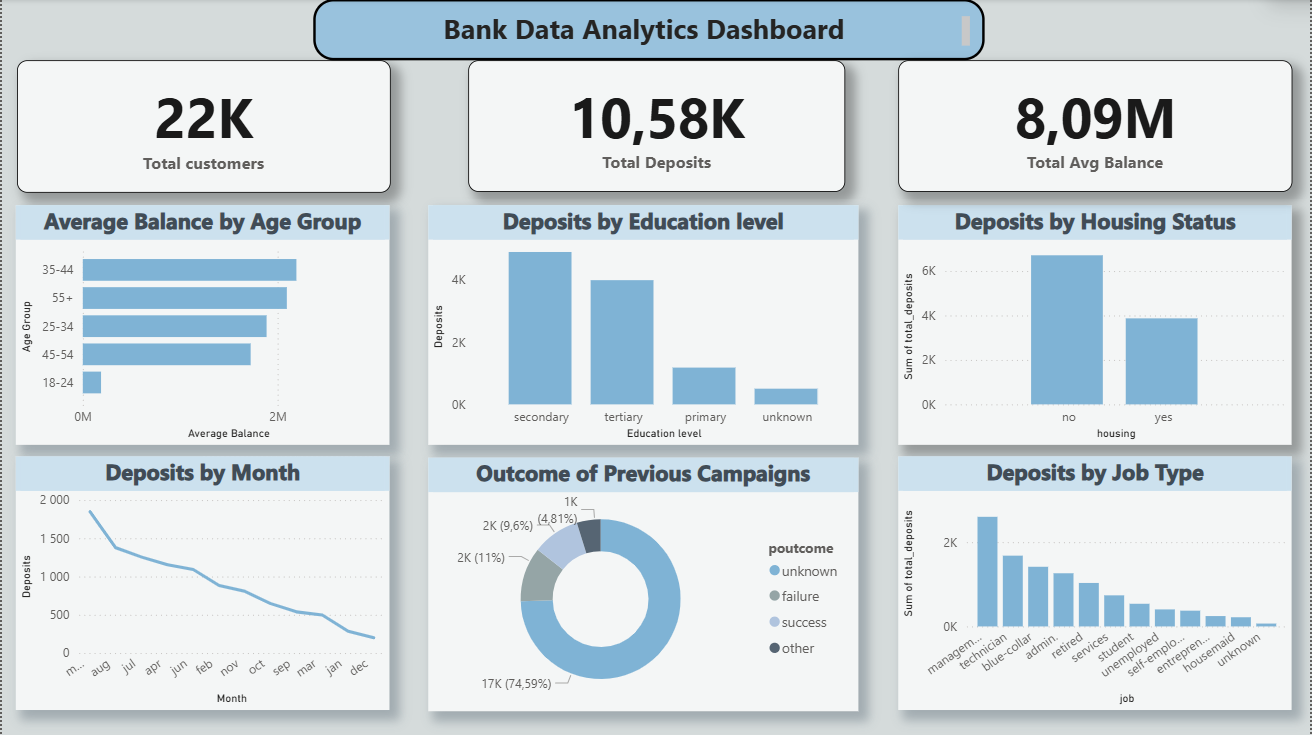 Bank Data Analytics Dashboard
22K
Total customers
10,58K
Total Deposits
8,09M
Total Avg Balance
Average Balance by Age Group
Age Group
35-44
55+
25-34
45-54
18-24
0M 2M
Average Balance
Deposits by Education level
Deposits
4K
2K
0K
secondary tertiary primary unknown
Education level
Deposits by Housing Status
Sum of total_deposits
6K
4K
2K
0K
no yes
housing
Deposits by Month
Deposits
2 000
1 500
1 000
500
0
m... aug jul apr jun feb nov oct sep mar jan dec
Month
Outcome of Previous Campaigns
1K
(4,81%)
2K (9,6%)
2K (11%)
17K (74,59%)
poutcome
unknown
failure
success
other
Deposits by Job Type
Sum of total_deposits
2K
0K
managem... technician blue-collar admin. retired services student unemployed self-emplo... entrepren... housemaid unknown
job